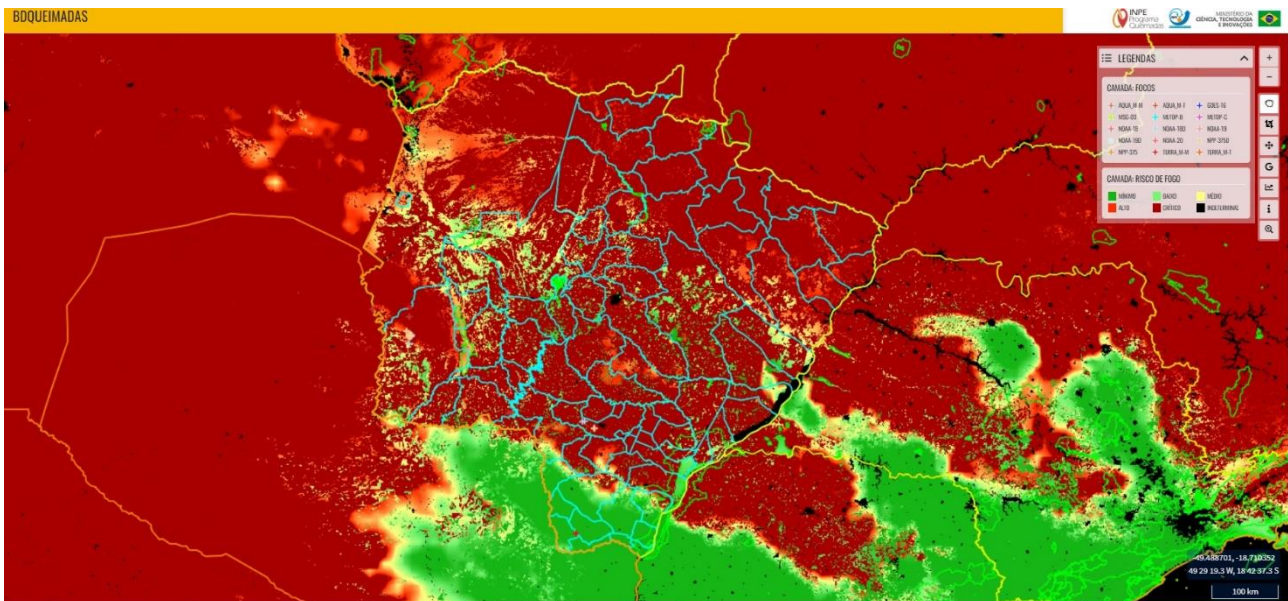 BDQUEIMADAS
INPE
Programa
Queimadas
MINISTÉRIO DA
CIÊNCIA, TECNOLOGIA
E INOVAÇÕES
LEGENDAS
CAMADA: FOCOS
AQUA_M-M AQUA_M-T GOES-16
MSG-03 METOP-B METOP-C
NOAA-15 NOAA-18D NOAA-19
NOAA-19D NOAA-20 NPP-375D
NPP-375 TERRA_M-M TERRA_M-T
CAMADA: RISCO DE FOGO
MÍNIMO BAIXO MÉDIO
ALTO CRÍTICO INDETERMINAD
-49.488701, -18.710352
49 29 19.3 W, 18 42 37.3 S
100 km